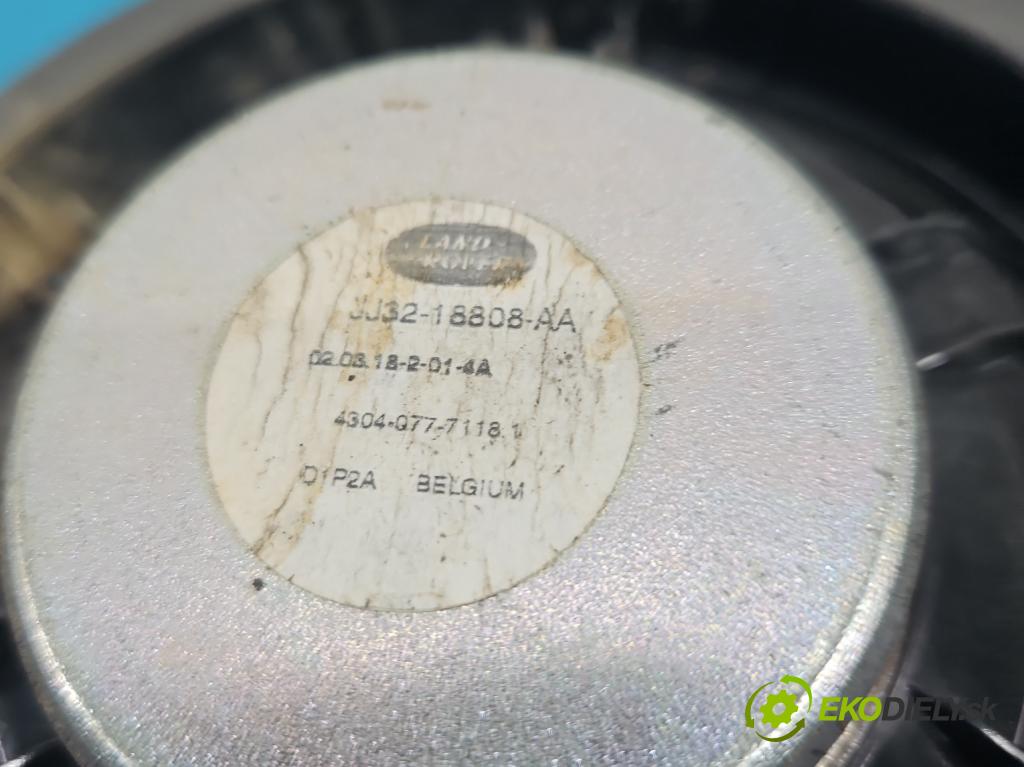 LAND
ROVER
JJ32-18808-AA
02.03.18-2-01-4A
4304-077-7118.1
D1P2A BELGIUM
EKODIELY.sk